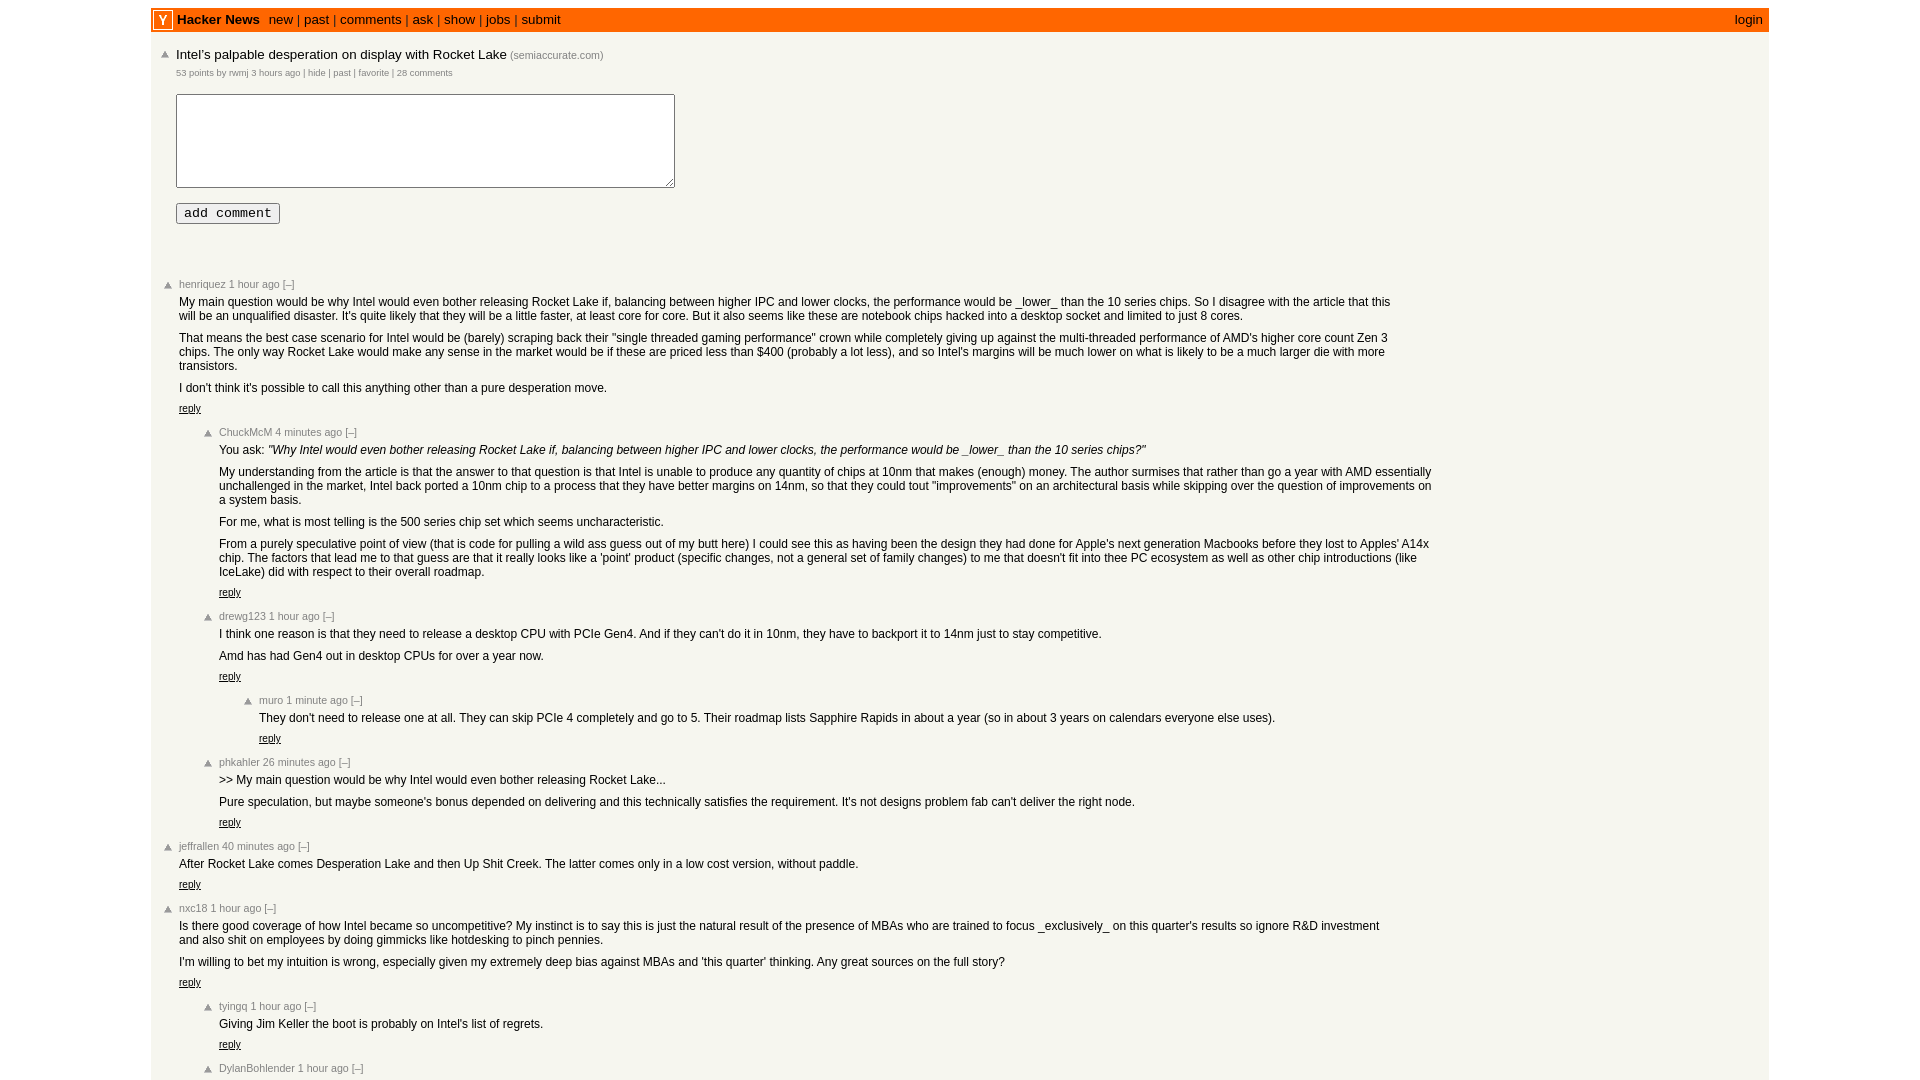 Y Hacker News new | past | comments | ask | show | jobs | submit login
Intel’s palpable desperation on display with Rocket Lake (semiaccurate.com)
53 points by rwmj 3 hours ago | hide | past | favorite | 28 comments
add comment
henriquez 1 hour ago [–]
My main question would be why Intel would even bother releasing Rocket Lake if, balancing between higher IPC and lower clocks, the performance would be _lower_ than the 10 series chips. So I disagree with the article that this
will be an unqualified disaster. It's quite likely that they will be a little faster, at least core for core. But it also seems like these are notebook chips hacked into a desktop socket and limited to just 8 cores.
That means the best case scenario for Intel would be (barely) scraping back their "single threaded gaming performance" crown while completely giving up against the multi-threaded performance of AMD's higher core count Zen 3
chips. The only way Rocket Lake would make any sense in the market would be if these are priced less than $400 (probably a lot less), and so Intel's margins will be much lower on what is likely to be a much larger die with more
transistors.
I don't think it's possible to call this anything other than a pure desperation move.
reply
ChuckMcM 4 minutes ago [–]
You ask: "Why Intel would even bother releasing Rocket Lake if, balancing between higher IPC and lower clocks, the performance would be _lower_ than the 10 series chips?"
My understanding from the article is that the answer to that question is that Intel is unable to produce any quantity of chips at 10nm that makes (enough) money. The author surmises that rather than go a year with AMD essentially
unchallenged in the market, Intel back ported a 10nm chip to a process that they have better margins on 14nm, so that they could tout "improvements" on an architectural basis while skipping over the question of improvements on
a system basis.
For me, what is most telling is the 500 series chip set which seems uncharacteristic.
From a purely speculative point of view (that is code for pulling a wild ass guess out of my butt here) I could see this as having been the design they had done for Apple's next generation Macbooks before they lost to Apples' A14x
chip. The factors that lead me to that guess are that it really looks like a 'point' product (specific changes, not a general set of family changes) to me that doesn't fit into thee PC ecosystem as well as other chip introductions (like
IceLake) did with respect to their overall roadmap.
reply
drewg123 1 hour ago [–]
I think one reason is that they need to release a desktop CPU with PCIe Gen4. And if they can't do it in 10nm, they have to backport it to 14nm just to stay competitive.
Amd has had Gen4 out in desktop CPUs for over a year now.
reply
muro 1 minute ago [–]
They don't need to release one at all. They can skip PCIe 4 completely and go to 5. Their roadmap lists Sapphire Rapids in about a year (so in about 3 years on calendars everyone else uses).
reply
phkahler 26 minutes ago [–]
>> My main question would be why Intel would even bother releasing Rocket Lake...
Pure speculation, but maybe someone's bonus depended on delivering and this technically satisfies the requirement. It's not designs problem fab can't deliver the right node.
reply
jeffrallen 40 minutes ago [–]
After Rocket Lake comes Desperation Lake and then Up Shit Creek. The latter comes only in a low cost version, without paddle.
reply
nxc18 1 hour ago [–]
Is there good coverage of how Intel became so uncompetitive? My instinct is to say this is just the natural result of the presence of MBAs who are trained to focus _exclusively_ on this quarter's results so ignore R&D investment
and also shit on employees by doing gimmicks like hotdesking to pinch pennies.
I'm willing to bet my intuition is wrong, especially given my extremely deep bias against MBAs and 'this quarter' thinking. Any great sources on the full story?
reply
tyingq 1 hour ago [–]
Giving Jim Keller the boot is probably on Intel's list of regrets.
reply
DylanBohlender 1 hour ago [–]